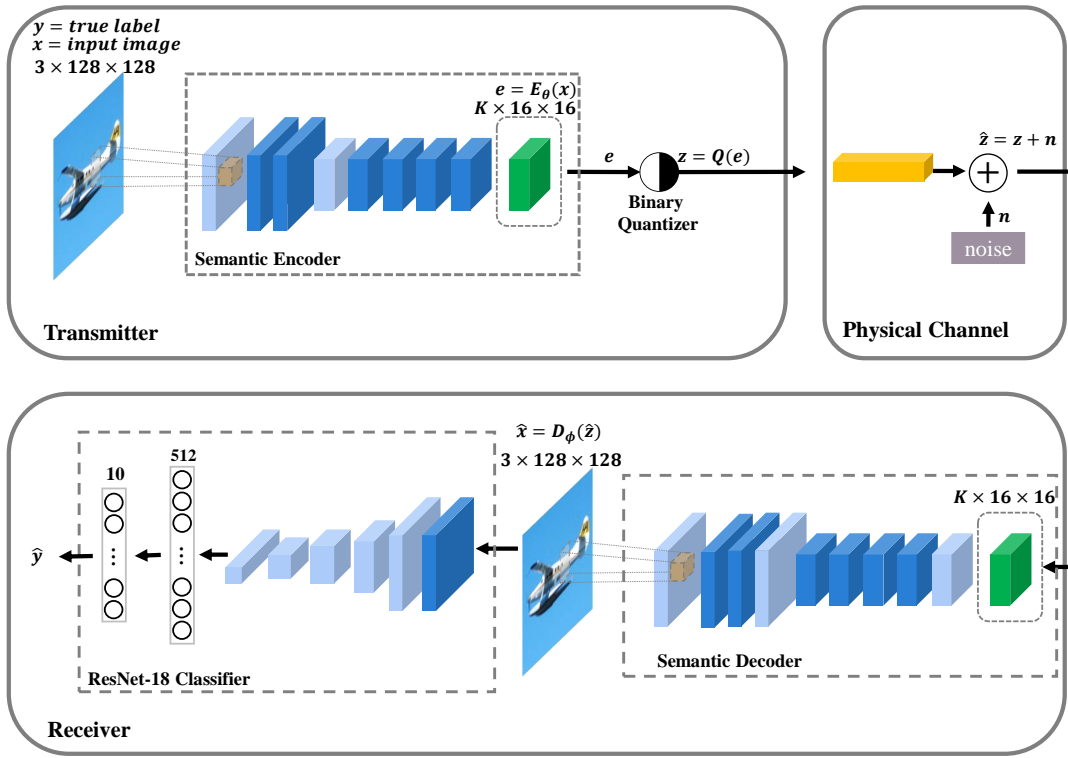 y = true label
x = input image
3 × 128 × 128
e = E_θ(x)
K × 16 × 16
e
z = Q(e)
Binary
Quantizer
Semantic Encoder
Transmitter
ẑ = z + n
+
n
noise
Physical Channel
x̂ = D_ϕ(ẑ)
3 × 128 × 128
K × 16 × 16
512
10
...
...
ŷ
ResNet-18 Classifier
Semantic Decoder
Receiver